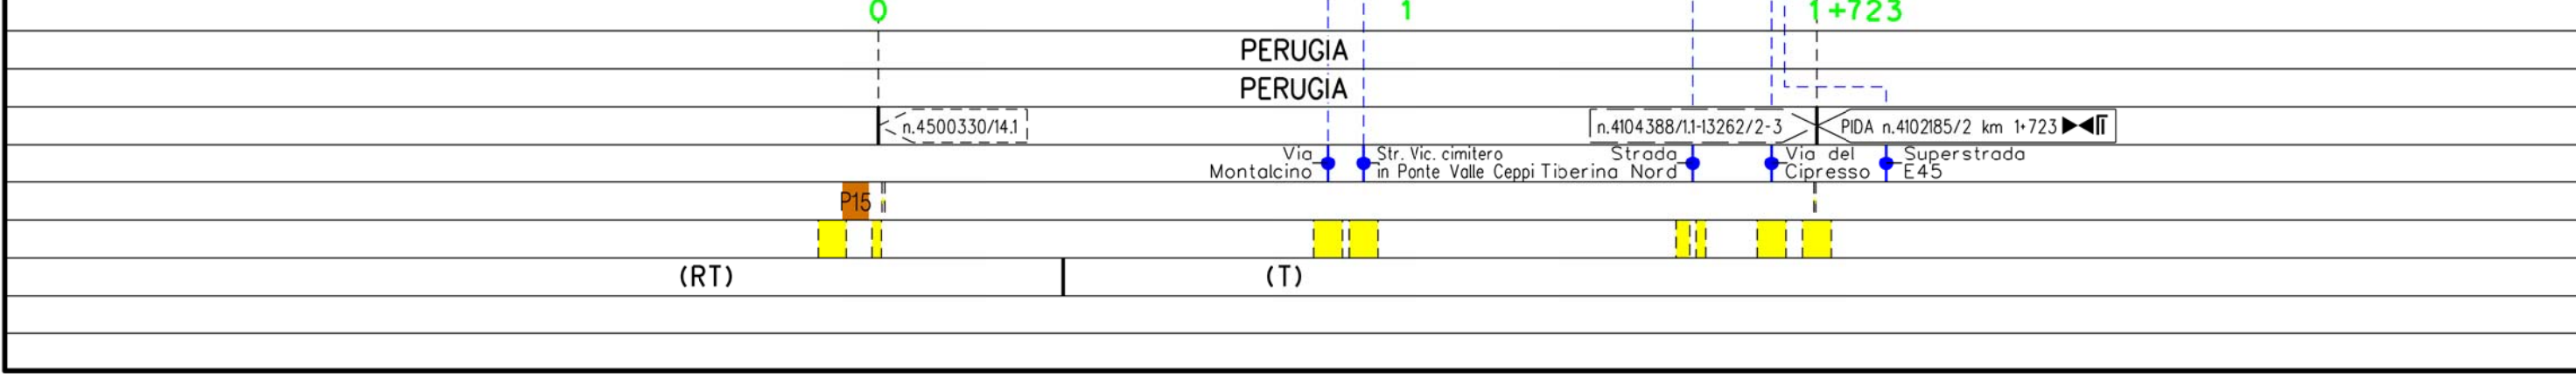 0 1 1+723
PERUGIA
PERUGIA
n.4500330/14.1 n.4104388/1.1-13262/2-3 PIDA n.4102185/2 km 1+723
Via Str. Vic. cimitero Strada Via del Superstrada
Montalcino in Ponte Valle Ceppi Tiberina Nord Cipresso E45
P15
(RT) (T)